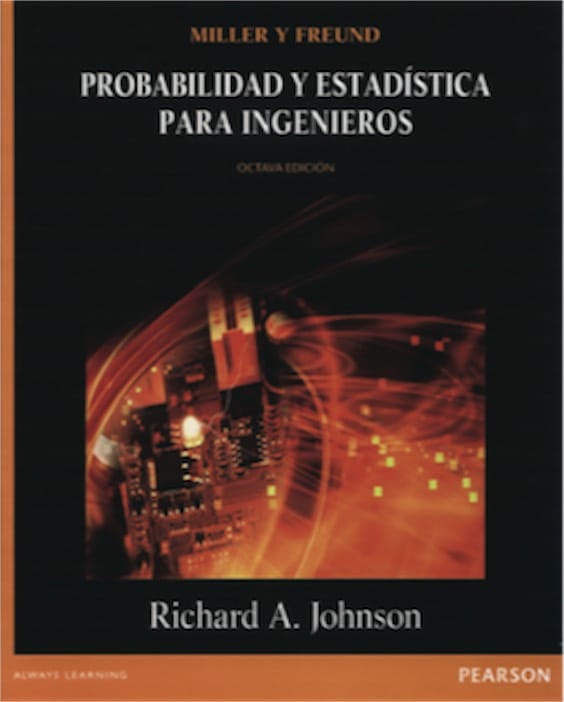 MILLER Y FREUND
PROBABILIDAD Y ESTADÍSTICA
PARA INGENIEROS
OCTAVA EDICIÓN
Richard A. Johnson
ALWAYS LEARNING
PEARSON